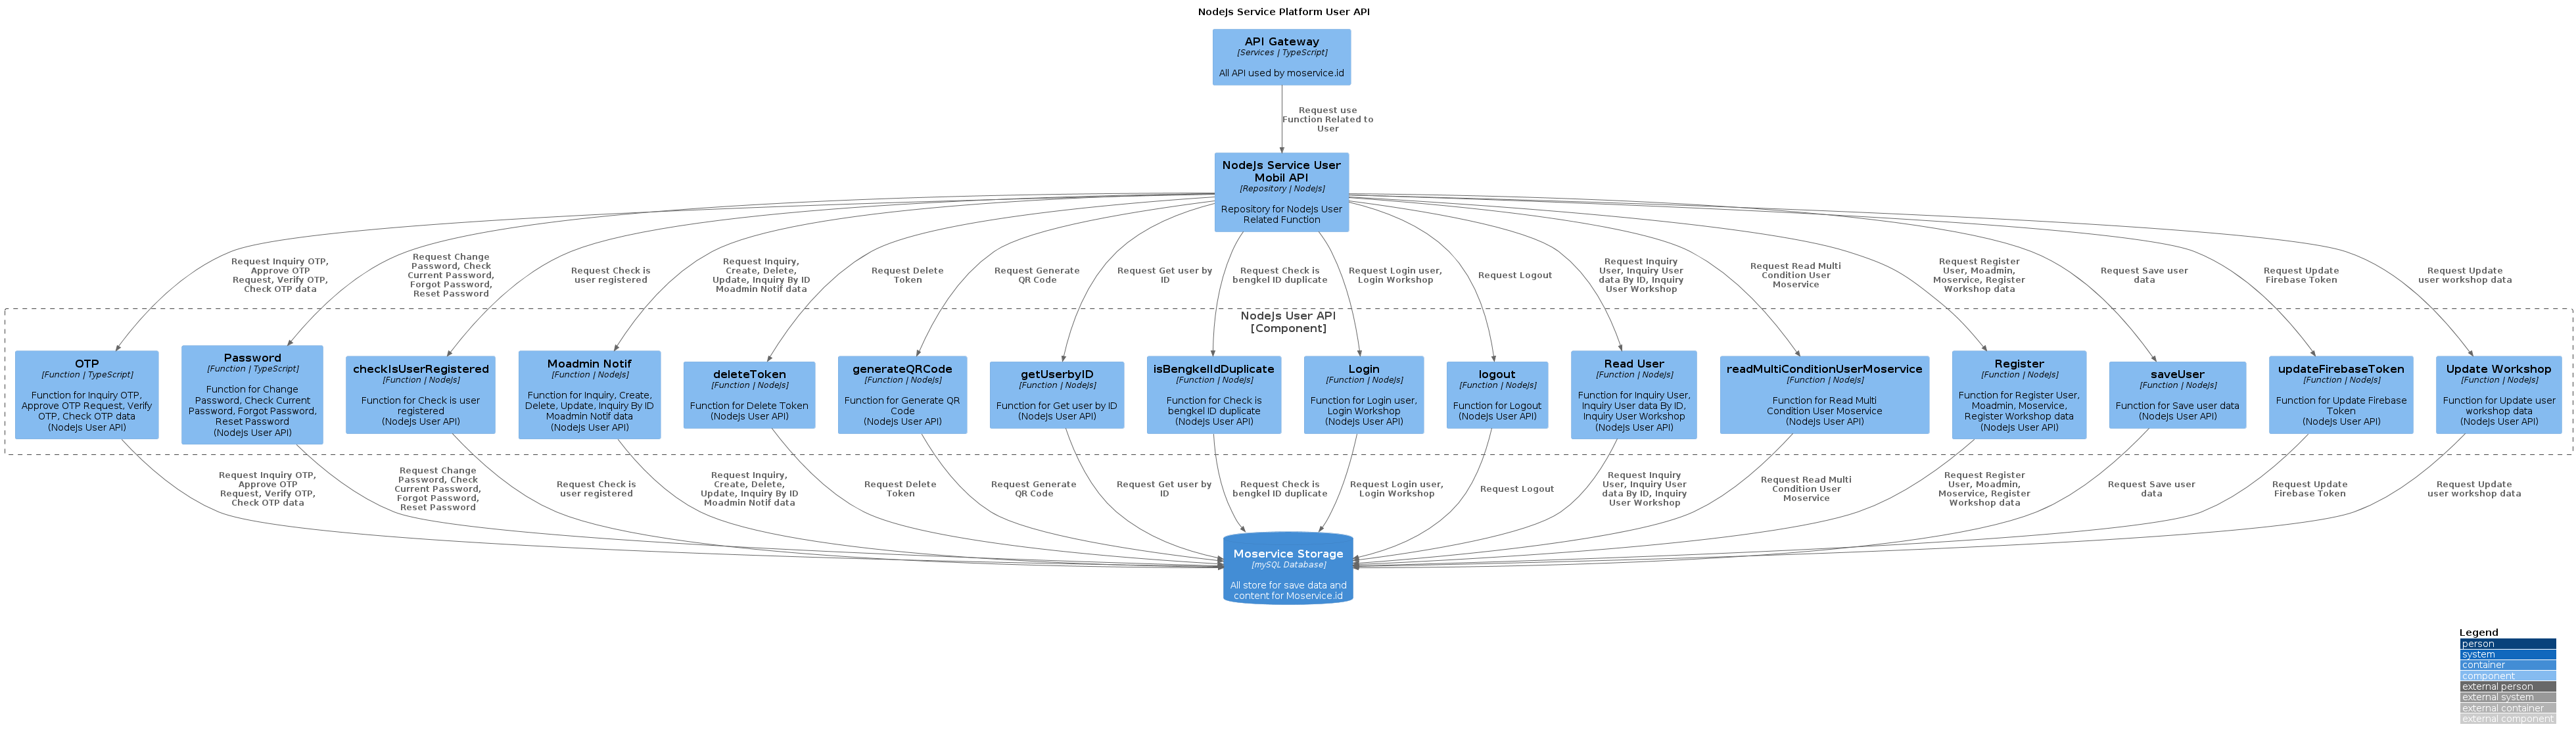 NodeJs Service Platform User API
API Gateway
[Services | TypeScript]
All API used by moservice.id
Request use
Function Related to
User
NodeJs Service User
Mobil API
[Repository | NodeJs]
Repository for NodeJs User
Related Function
Request Inquiry OTP,
Approve OTP
Request, Verify OTP,
Check OTP data
Request Change
Password, Check
Current Password,
Forgot Password,
Reset Password
Request Check is
user registered
Request Inquiry,
Create, Delete,
Update, Inquiry By ID
Moadmin Notif data
Request Delete
Token
Request Generate
QR Code
Request Get user by
ID
Request Check is
bengkel ID duplicate
Request Login user,
Login Workshop
Request Logout
Request Inquiry
User, Inquiry User
data By ID, Inquiry
User Workshop
Request Read Multi
Condition User
Moservice
Request Register
User, Moadmin,
Moservice, Register
Workshop data
Request Save user
data
Request Update
Firebase Token
Request Update
user workshop data
NodeJs User API
[Component]
OTP
[Function | TypeScript]
Function for Inquiry OTP,
Approve OTP Request, Verify
OTP, Check OTP data
(NodeJs User API)
Password
[Function | TypeScript]
Function for Change
Password, Check Current
Password, Forgot Password,
Reset Password
(NodeJs User API)
checkIsUserRegistered
[Function | NodeJs]
Function for Check is user
registered
(NodeJs User API)
Moadmin Notif
[Function | NodeJs]
Function for Inquiry, Create,
Delete, Update, Inquiry By ID
Moadmin Notif data
(NodeJs User API)
deleteToken
[Function | NodeJs]
Function for Delete Token
(NodeJs User API)
generateQRCode
[Function | NodeJs]
Function for Generate QR
Code
(NodeJs User API)
getUserbyID
[Function | NodeJs]
Function for Get user by ID
(NodeJs User API)
isBengkelIdDuplicate
[Function | NodeJs]
Function for Check is
bengkel ID duplicate
(NodeJs User API)
Login
[Function | NodeJs]
Function for Login user,
Login Workshop
(NodeJs User API)
logout
[Function | NodeJs]
Function for Logout
(NodeJs User API)
Read User
[Function | NodeJs]
Function for Inquiry User,
Inquiry User data By ID,
Inquiry User Workshop
(NodeJs User API)
readMultiConditionUserMoservice
[Function | NodeJs]
Function for Read Multi
Condition User Moservice
(NodeJs User API)
Register
[Function | NodeJs]
Function for Register User,
Moadmin, Moservice,
Register Workshop data
(NodeJs User API)
saveUser
[Function | NodeJs]
Function for Save user data
(NodeJs User API)
updateFirebaseToken
[Function | NodeJs]
Function for Update Firebase
Token
(NodeJs User API)
Update Workshop
[Function | NodeJs]
Function for Update user
workshop data
(NodeJs User API)
Request Inquiry OTP,
Approve OTP
Request, Verify OTP,
Check OTP data
Request Change
Password, Check
Current Password,
Forgot Password,
Reset Password
Request Check is
user registered
Request Inquiry,
Create, Delete,
Update, Inquiry By ID
Moadmin Notif data
Request Delete
Token
Request Generate
QR Code
Request Get user by
ID
Request Check is
bengkel ID duplicate
Request Login user,
Login Workshop
Request Logout
Request Inquiry
User, Inquiry User
data By ID, Inquiry
User Workshop
Request Read Multi
Condition User
Moservice
Request Register
User, Moadmin,
Moservice, Register
Workshop data
Request Save user
data
Request Update
Firebase Token
Request Update
user workshop data
Moservice Storage
[mySQL Database]
All store for save data and
content for Moservice.id
Legend
person
system
container
component
external person
external system
external container
external component